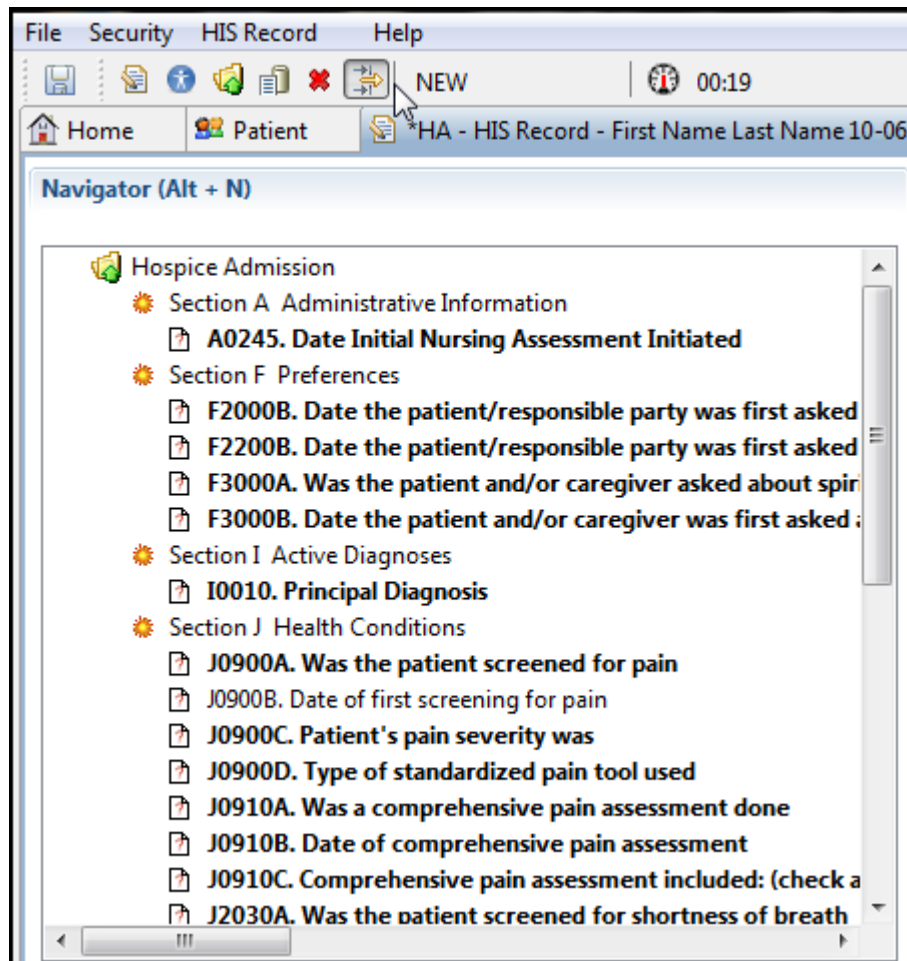 File Security HIS Record Help
NEW 00:19
Home Patient *HA - HIS Record - First Name Last Name 10-06
Navigator (Alt + N)
Hospice Admission
Section A Administrative Information
A0245. Date Initial Nursing Assessment Initiated
Section F Preferences
F2000B. Date the patient/responsible party was first asked
F2200B. Date the patient/responsible party was first asked
F3000A. Was the patient and/or caregiver asked about spiri
F3000B. Date the patient and/or caregiver was first asked a
Section I Active Diagnoses
I0010. Principal Diagnosis
Section J Health Conditions
J0900A. Was the patient screened for pain
J0900B. Date of first screening for pain
J0900C. Patient's pain severity was
J0900D. Type of standardized pain tool used
J0910A. Was a comprehensive pain assessment done
J0910B. Date of comprehensive pain assessment
J0910C. Comprehensive pain assessment included: (check a
J2030A. Was the patient screened for shortness of breath